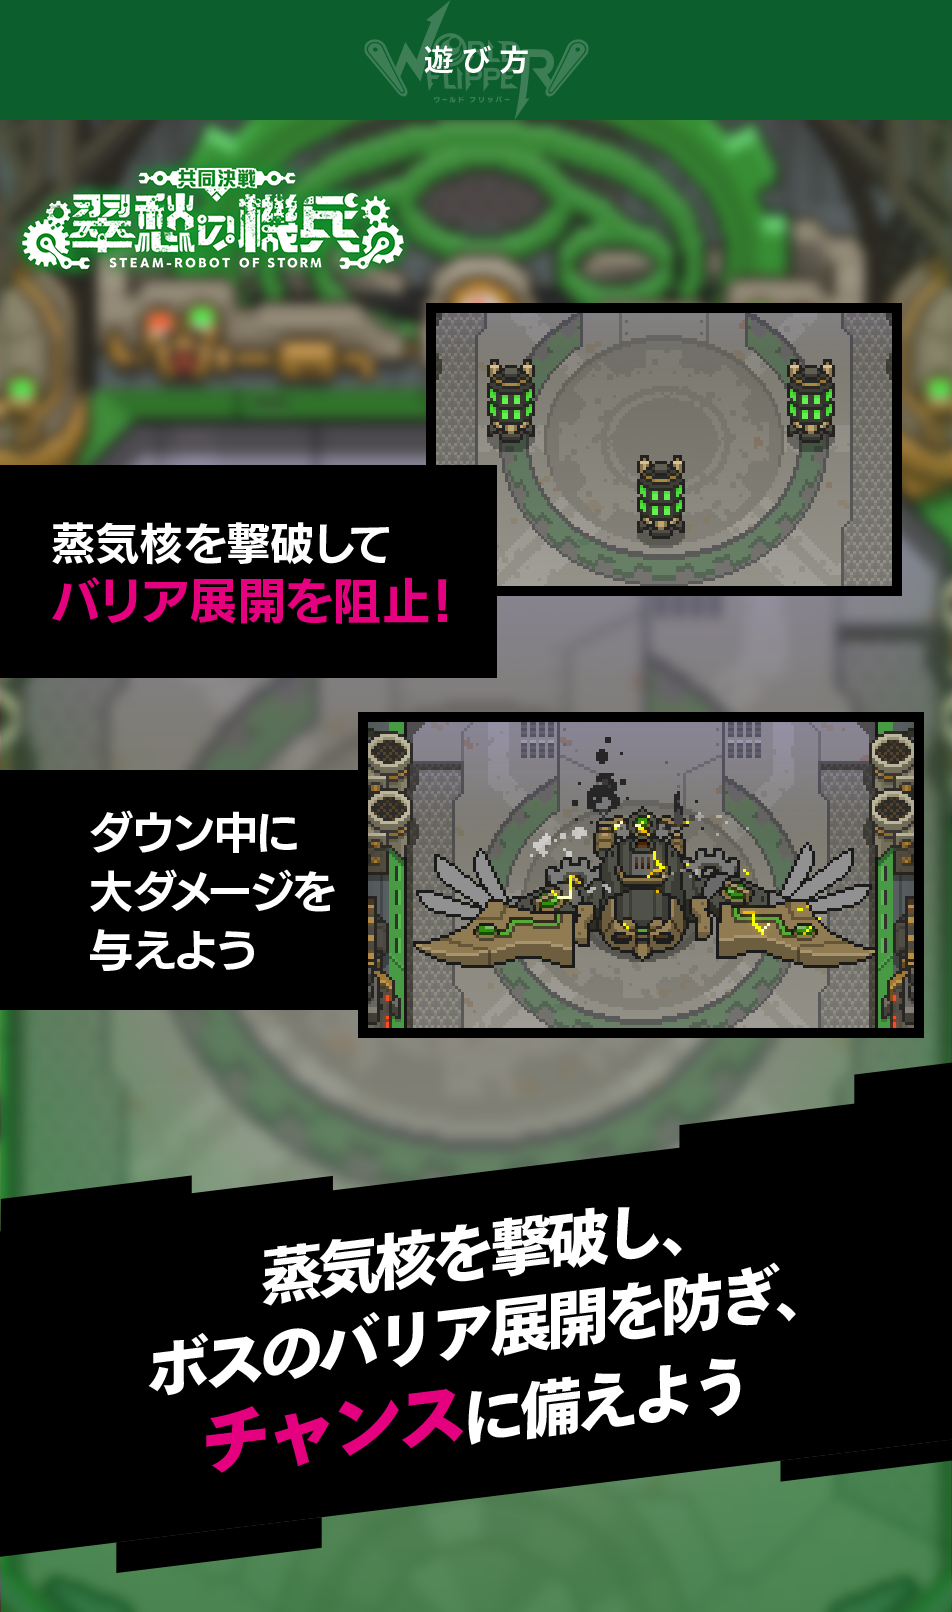 遊び方
WORLD FLIPPER
ワールド フリッパー
共同決戦
翠愁の機兵
STEAM-ROBOT OF STORM
蒸気核を撃破して
バリア展開を阻止!
ダウン中に
大ダメージを
与えよう
蒸気核を撃破し、
ボスのバリア展開を防ぎ、
チャンスに備えよう